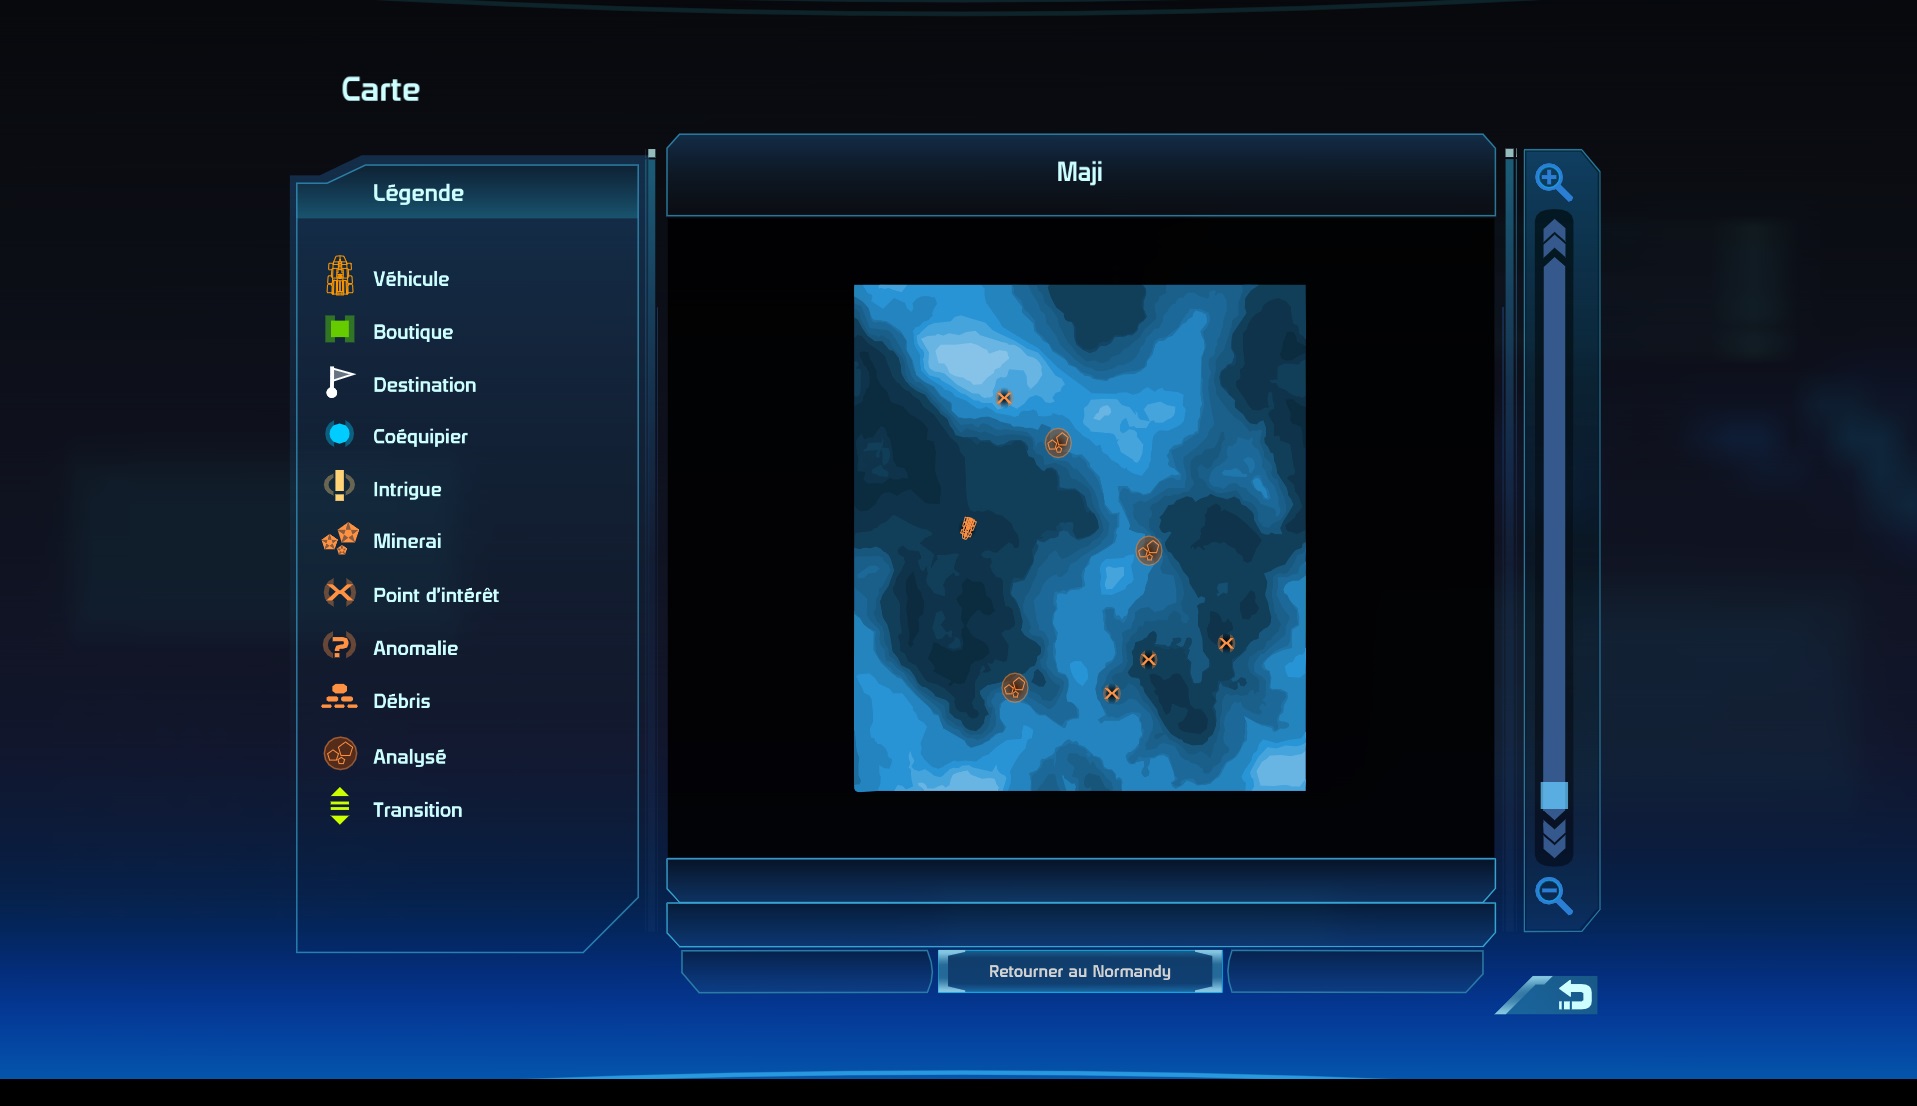 Carte
Légende
Véhicule
Boutique
Destination
Coéquipier
Intrigue
Minerai
Point d'intérêt
Anomalie
Débris
Analysé
Transition
Maji
Retourner au Normandy